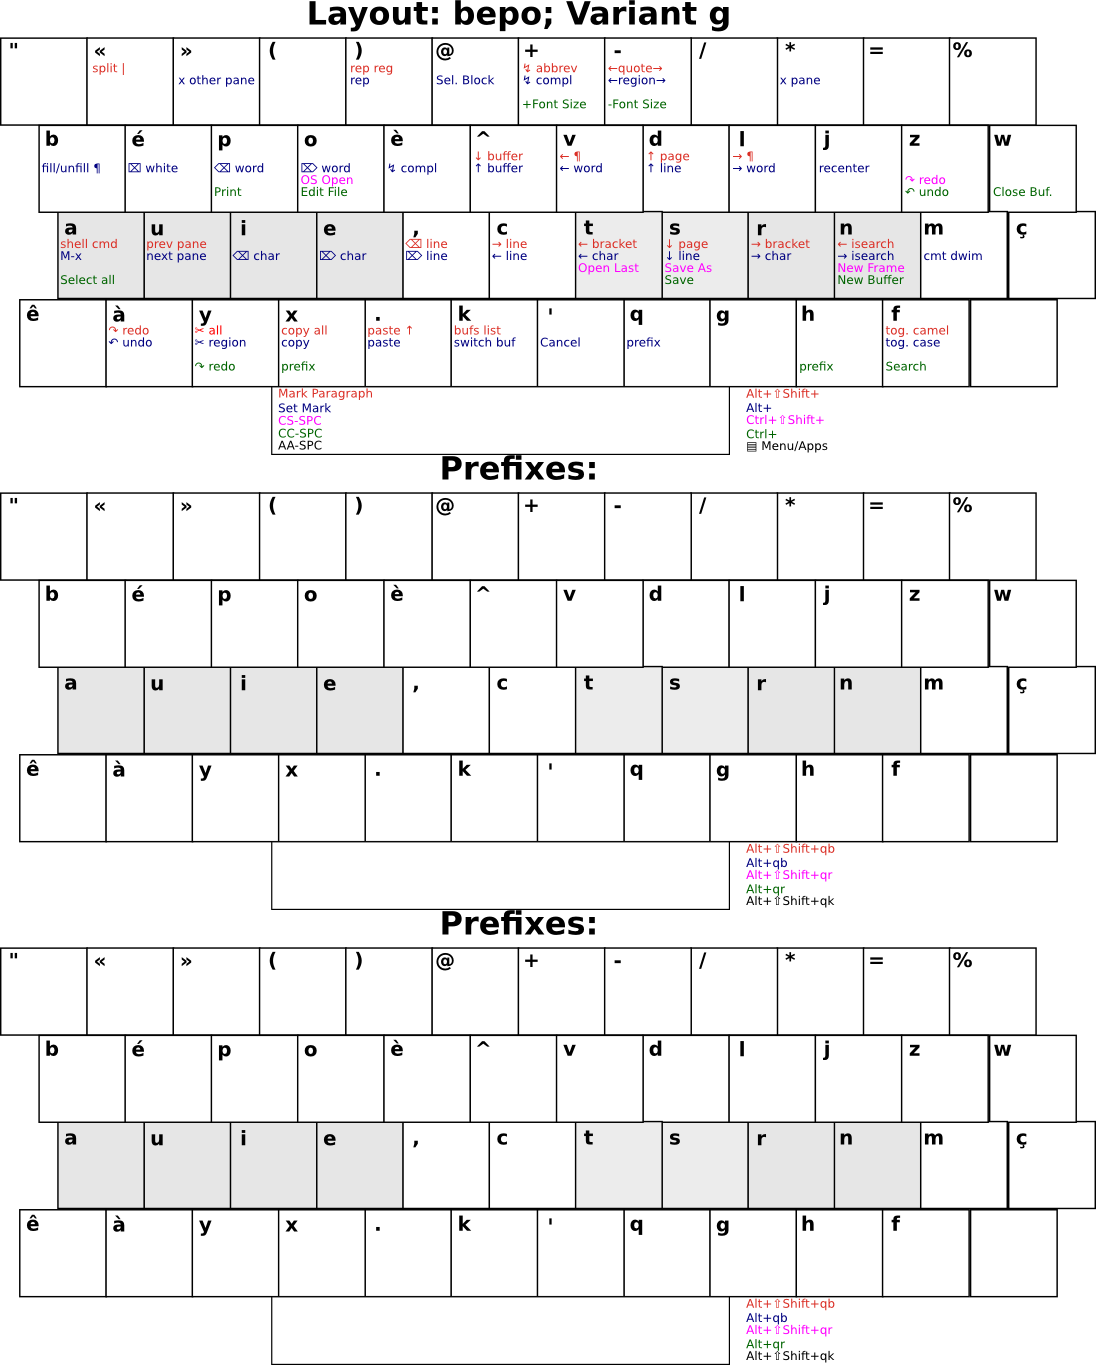 Layout: bepo; Variant g
" « » ( ) @ + - / * = %
split | rep reg ↯ abbrev ←quote→
x other pane rep Sel. Block ↯ compl ←region→ x pane
+Font Size -Font Size
b é p o è ^ v d l j z w
↓ buffer ← ¶ ↑ page → ¶
fill/unfill ¶ ⌧ white ⌫ word ⌦ word ↯ compl ↑ buffer ← word ↑ line → word recenter
OS Open ↷ redo
Print Edit File ↶ undo Close Buf.
a u i e , c t s r n m ç
shell cmd prev pane ⌫ line → line ← bracket ↓ page → bracket ← isearch
M-x next pane ⌫ char ⌦ char ⌦ line ← line ← char ↓ line → char → isearch cmt dwim
Open Last Save As New Frame
Select all Save New Buffer
ê à y x . k ' q g h f
↷ redo ✂ all copy all paste ↑ bufs list tog. camel
↶ undo ✂ region copy paste switch buf Cancel prefix tog. case
↷ redo prefix prefix Search
Mark Paragraph Alt+⇧Shift+
Set Mark Alt+
CS-SPC Ctrl+⇧Shift+
CC-SPC Ctrl+
AA-SPC ▤ Menu/Apps
Prefixes:
" « » ( ) @ + - / * = %
b é p o è ^ v d l j z w
a u i e , c t s r n m ç
ê à y x . k ' q g h f
Alt+⇧Shift+qb
Alt+qb
Alt+⇧Shift+qr
Alt+qr
Alt+⇧Shift+qk
Prefixes:
" « » ( ) @ + - / * = %
b é p o è ^ v d l j z w
a u i e , c t s r n m ç
ê à y x . k ' q g h f
Alt+⇧Shift+qb
Alt+qb
Alt+⇧Shift+qr
Alt+qr
Alt+⇧Shift+qk